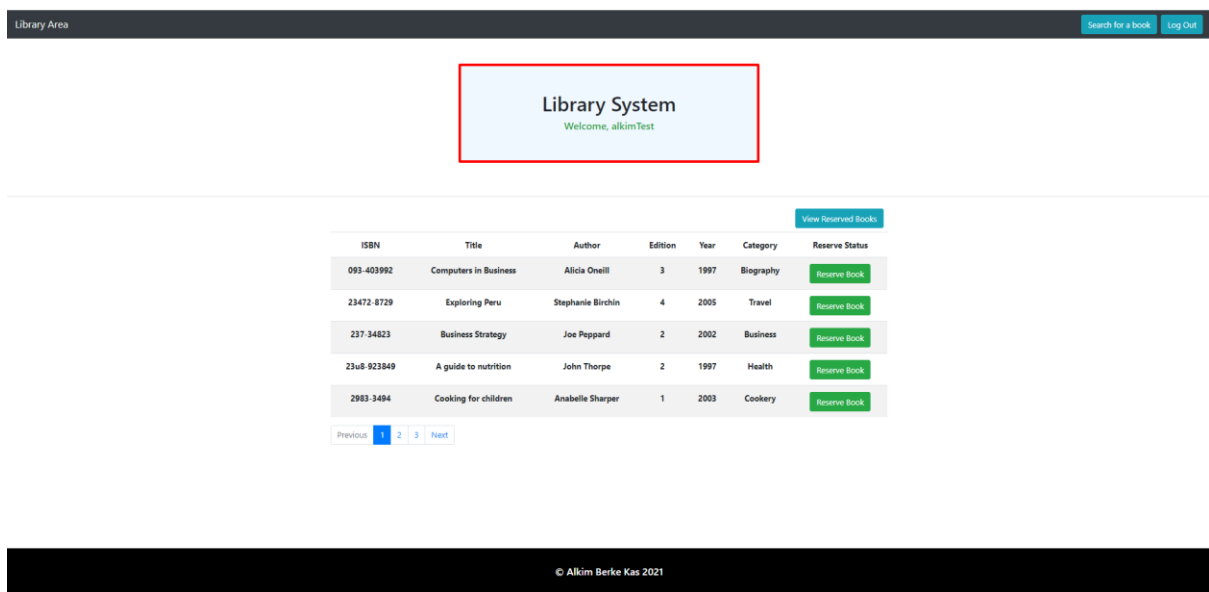 Library Area Search for a book Log Out
Library System
Welcome, alkimTest
View Reserved Books
ISBN Title Author Edition Year Category Reserve Status
093-403992 Computers in Business Alicia Oneill 3 1997 Biography Reserve Book
23472-8729 Exploring Peru Stephanie Birchin 4 2005 Travel Reserve Book
237-34823 Business Strategy Joe Peppard 2 2002 Business Reserve Book
23u8-923849 A guide to nutrition John Thorpe 2 1997 Health Reserve Book
2983-3494 Cooking for children Anabelle Sharper 1 2003 Cookery Reserve Book
Previous 1 2 3 Next
© Alkim Berke Kas 2021